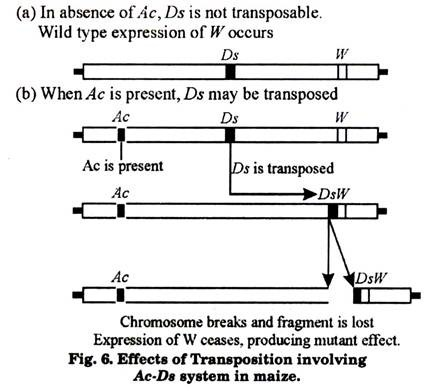 (a) In absence of Ac, Ds is not transposable.
Wild type expression of W occurs
Ds W
(b) When Ac is present, Ds may be transposed
Ac Ds W
Ac is present Ds is transposed
Ac DsW
Ac DsW
Chromosome breaks and fragment is lost
Expression of W ceases, producing mutant effect.
Fig. 6. Effects of Transposition involving
Ac-Ds system in maize.